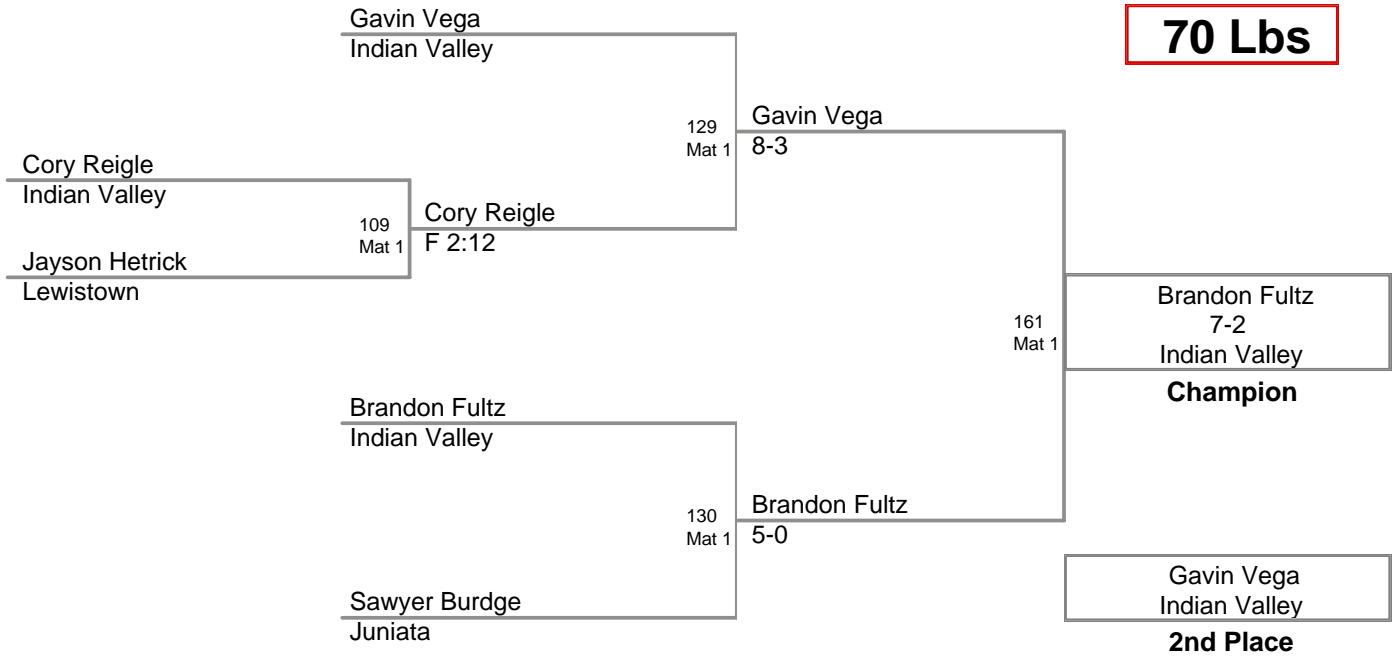 70 Lbs
Gavin Vega
Indian Valley
129
Mat 1
Gavin Vega
8-3
Cory Reigle
Indian Valley
109
Mat 1
Cory Reigle
F 2:12
Jayson Hetrick
Lewistown
161
Mat 1
Brandon Fultz
7-2
Indian Valley
Champion
Brandon Fultz
Indian Valley
130
Mat 1
Brandon Fultz
5-0
Sawyer Burdge
Juniata
Gavin Vega
Indian Valley
2nd Place